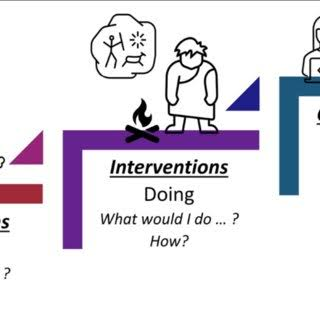 Interventions
Doing
What would I do ... ?
How?
s
?